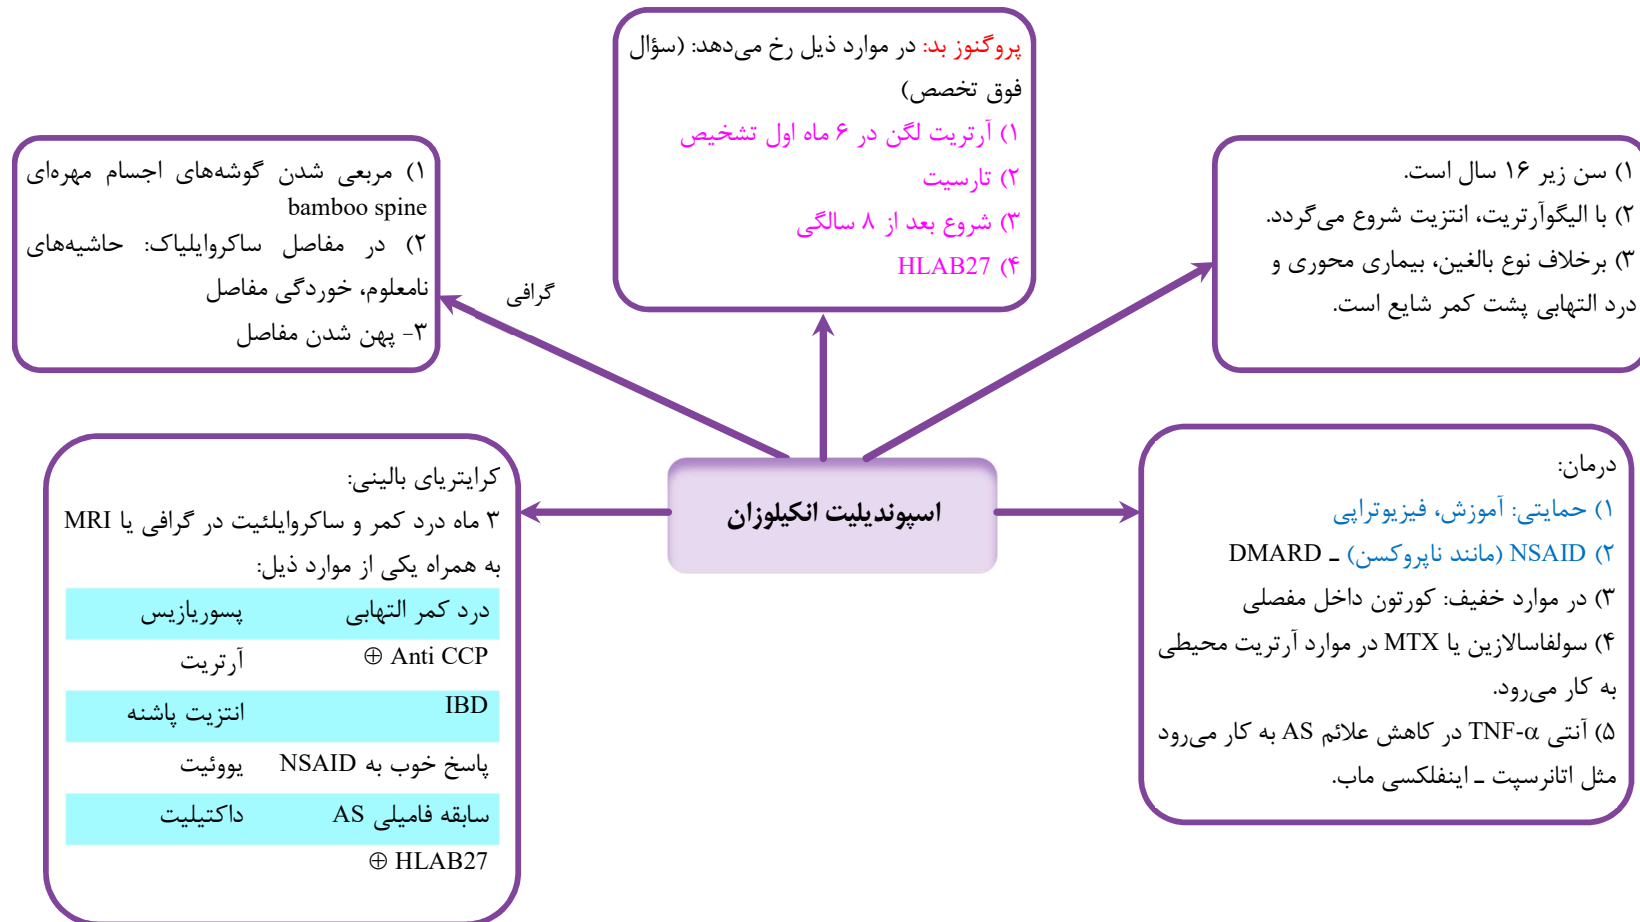 پروگنوز بد: در موارد ذیل رخ می‌دهد: (سؤال
فوق تخصص)
۱) آرتریت لگن در ۶ ماه اول تشخیص
۲) تارسیت
۳) شروع بعد از ۸ سالگی
۴) HLAB27
۱) سن زیر ۱۶ سال است.
۲) با الیگوآرتریت، انتزیت شروع می‌گردد.
۳) برخلاف نوع بالغین، بیماری محوری و
درد التهابی پشت کمر شایع است.
۱) مربعی شدن گوشه‌های اجسام مهره‌ای
bamboo spine
۲) در مفاصل ساکروایلیاک: حاشیه‌های
نامعلوم، خوردگی مفاصل
۳- پهن شدن مفاصل
گرافی
اسپوندیلیت انکیلوزان
درمان:
۱) حمایتی: آموزش، فیزیوتراپی
۲) NSAID (مانند ناپروکسن) ـ DMARD
۳) در موارد خفیف: کورتون داخل مفصلی
۴) سولفاسالازین یا MTX در موارد آرتریت محیطی
به کار می‌رود.
۵) آنتی TNF-α در کاهش علائم AS به کار می‌رود
مثل اتانرسپت ـ اینفلکسی ماب.
کرایتریای بالینی:
۳ ماه درد کمر و ساکروایلئیت در گرافی یا MRI
به همراه یکی از موارد ذیل:
درد کمر التهابی پسوریازیس
⊕ Anti CCP آرتریت
IBD انتزیت پاشنه
پاسخ خوب به NSAID یووئیت
سابقه فامیلی AS داکتیلیت
⊕ HLAB27